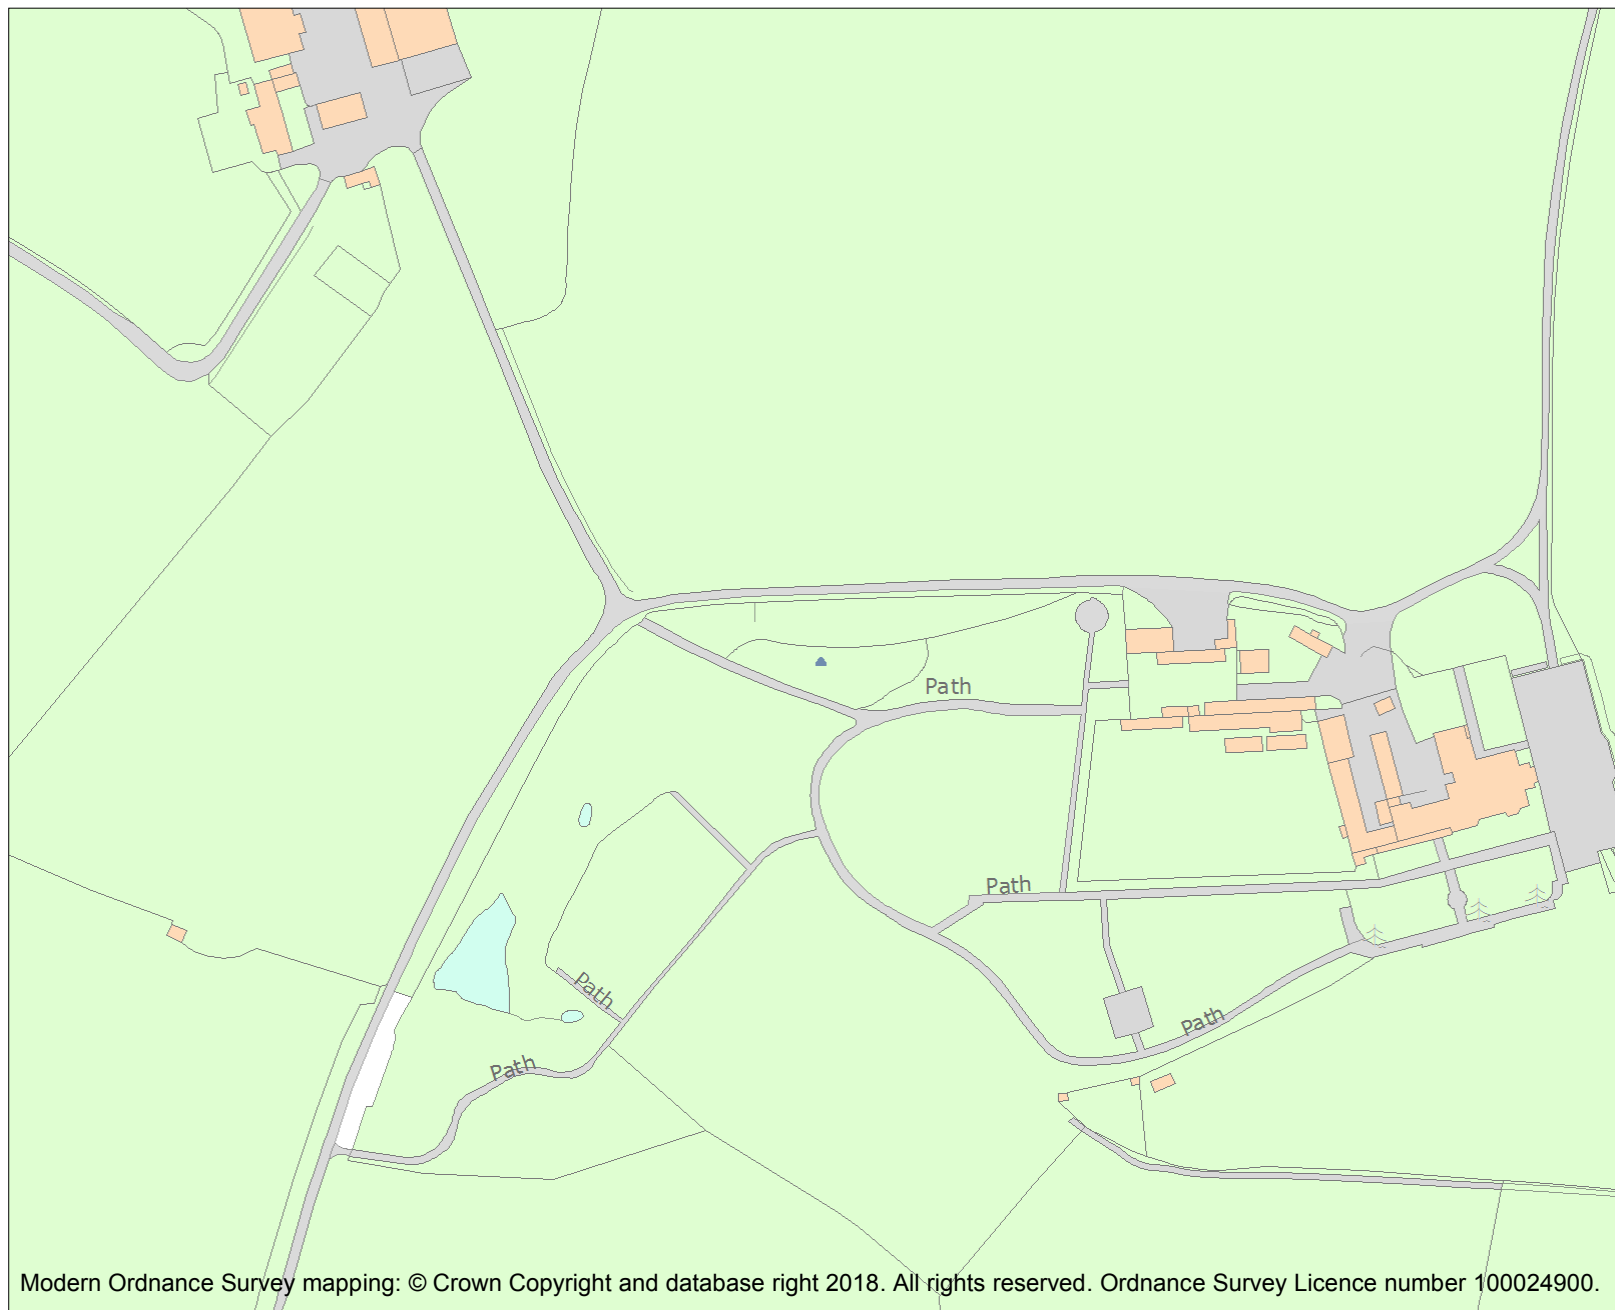 Path
Path
Path
Path
Path
Modern Ordnance Survey mapping: © Crown Copyright and database right 2018. All rights reserved. Ordnance Survey Licence number 100024900.